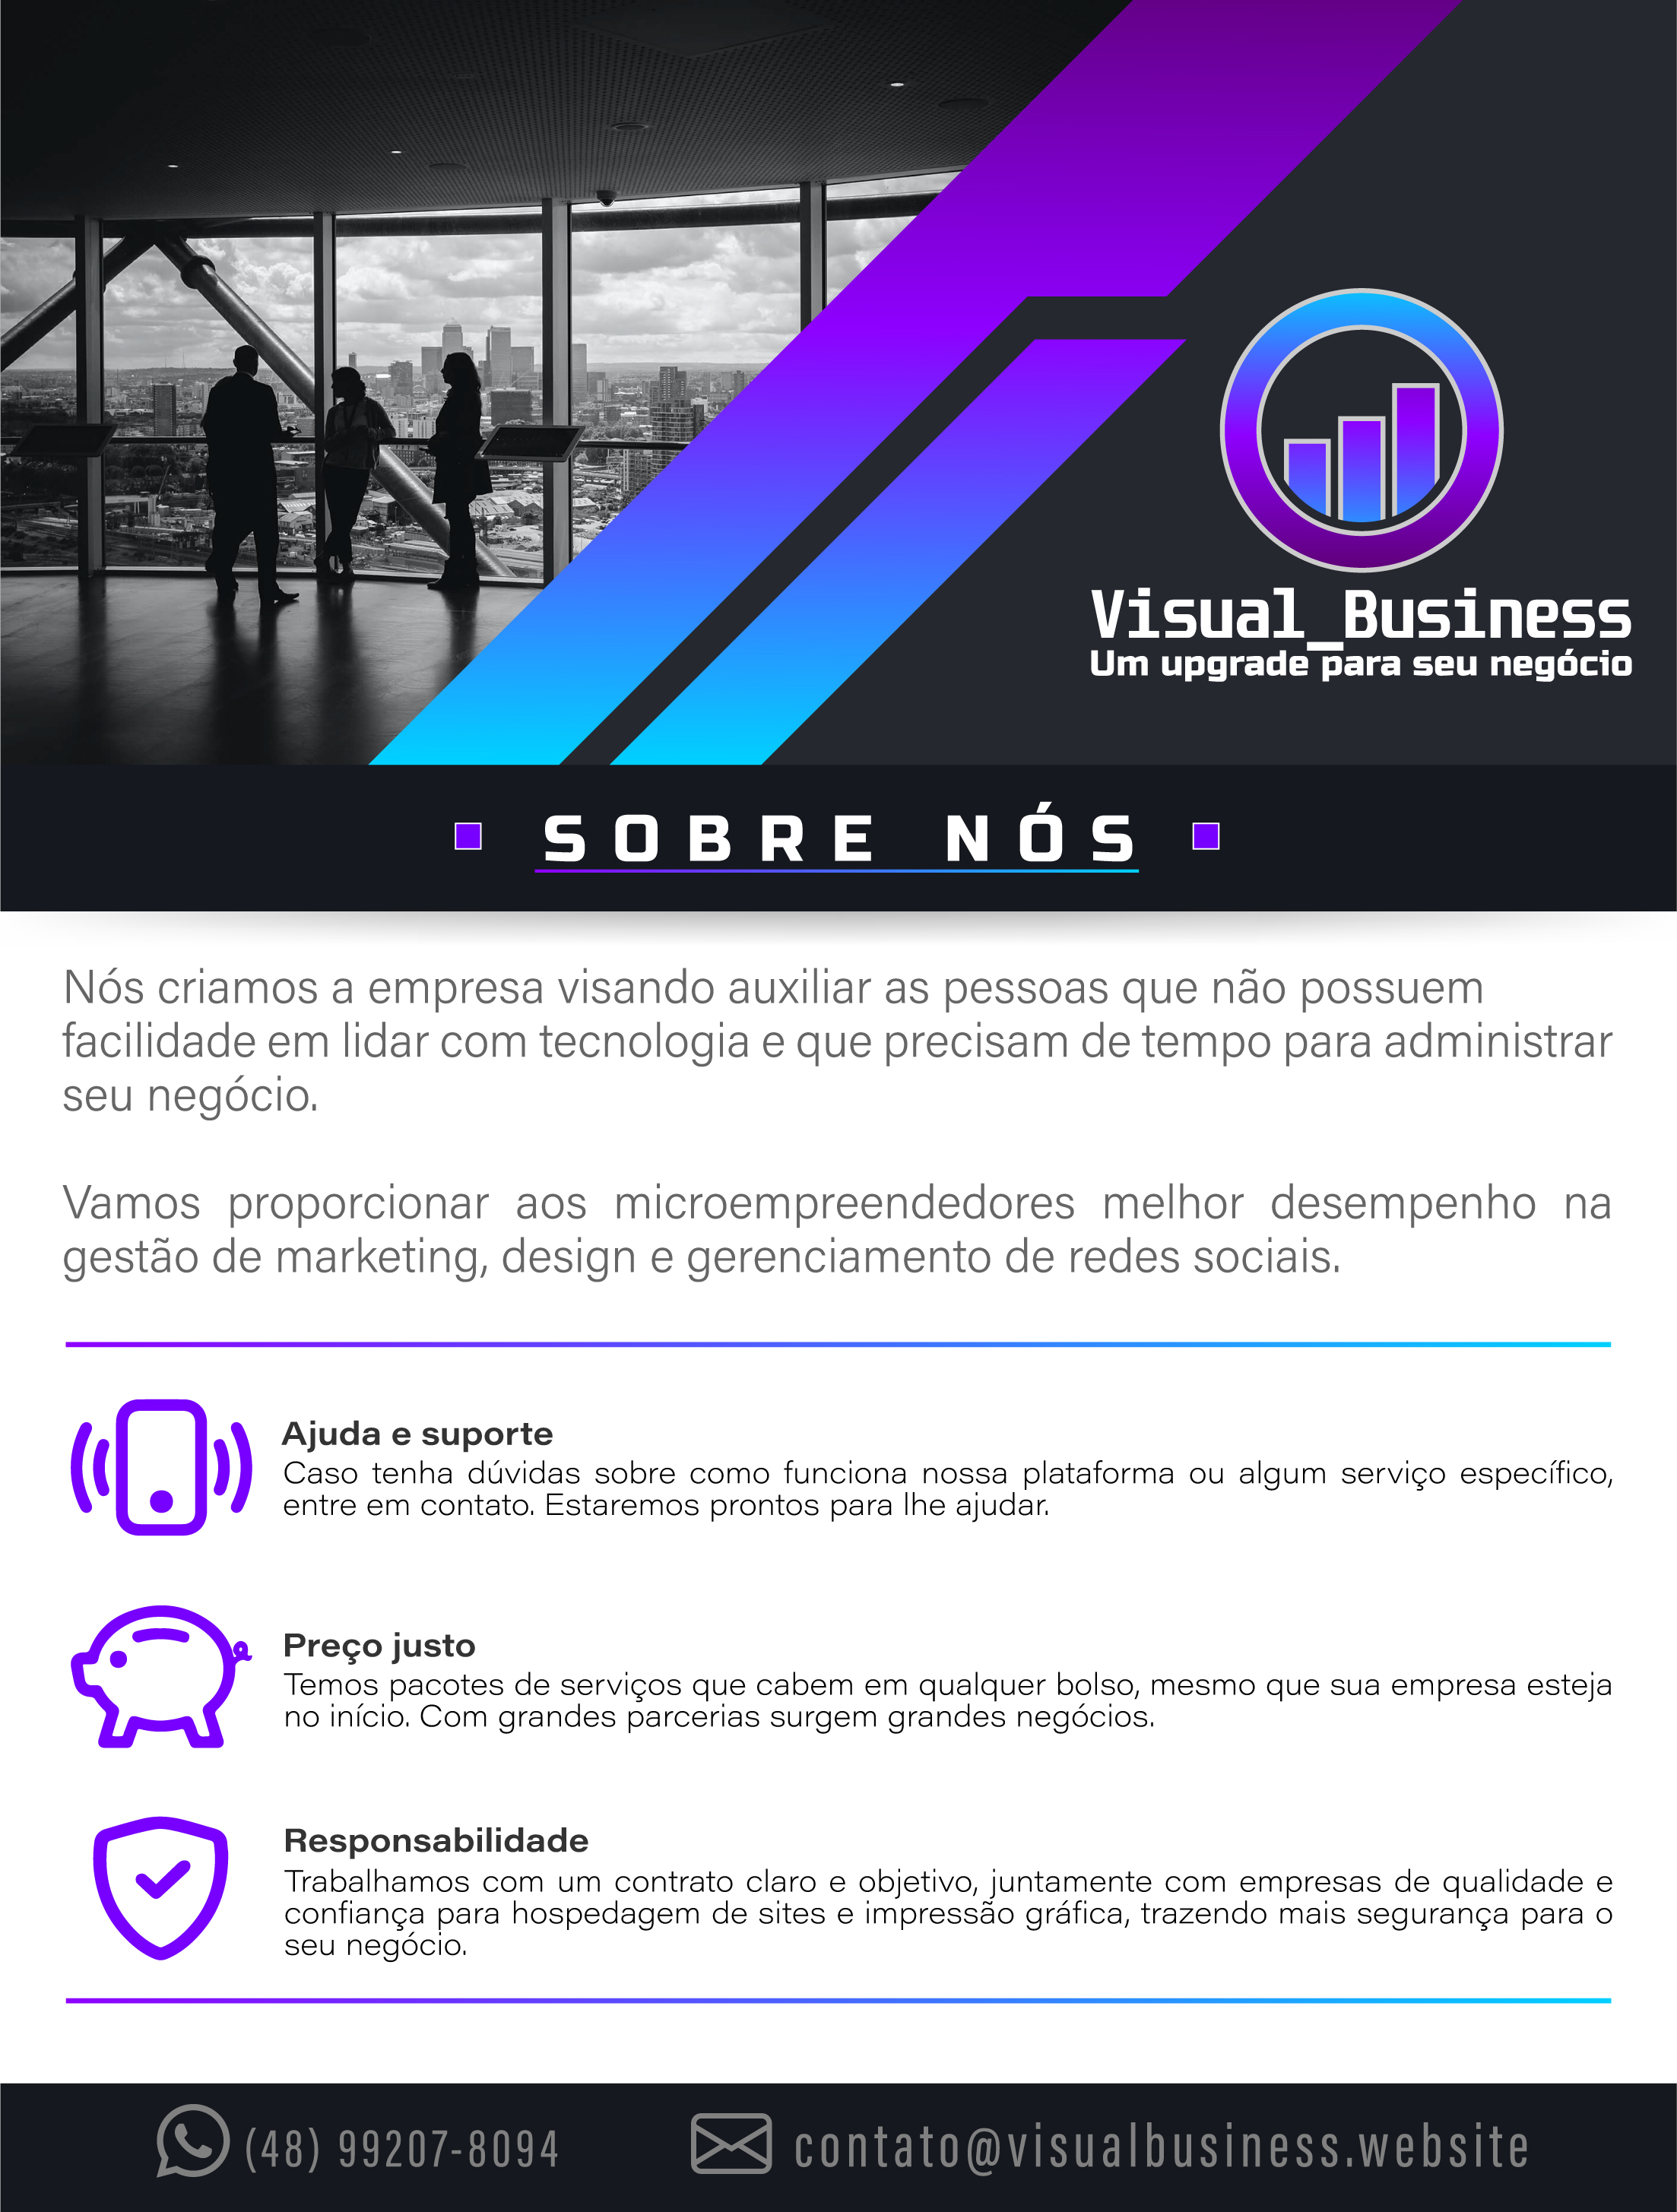 Visual_Business
Um upgrade para seu negócio
SOBRE NÓS
Nós criamos a empresa visando auxiliar as pessoas que não possuem
facilidade em lidar com tecnologia e que precisam de tempo para administrar
seu negócio.
Vamos proporcionar aos microempreendedores melhor desempenho na
gestão de marketing, design e gerenciamento de redes sociais.
Ajuda e suporte
Caso tenha dúvidas sobre como funciona nossa plataforma ou algum serviço específico,
entre em contato. Estaremos prontos para lhe ajudar.
Preço justo
Temos pacotes de serviços que cabem em qualquer bolso, mesmo que sua empresa esteja
no início. Com grandes parcerias surgem grandes negócios.
Responsabilidade
Trabalhamos com um contrato claro e objetivo, juntamente com empresas de qualidade e
confiança para hospedagem de sites e impressão gráfica, trazendo mais segurança para o
seu negócio.
(48) 99207-8094
contato@visualbusiness.website